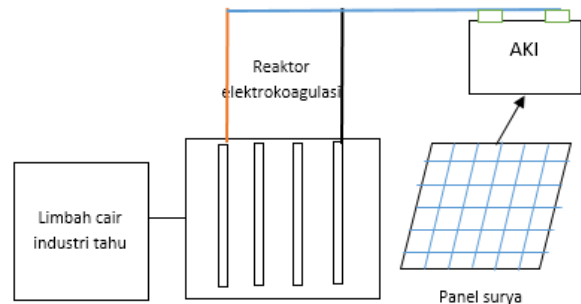 Reaktor
elektrokoagulasi
AKI
Limbah cair
industri tahu
Panel surya